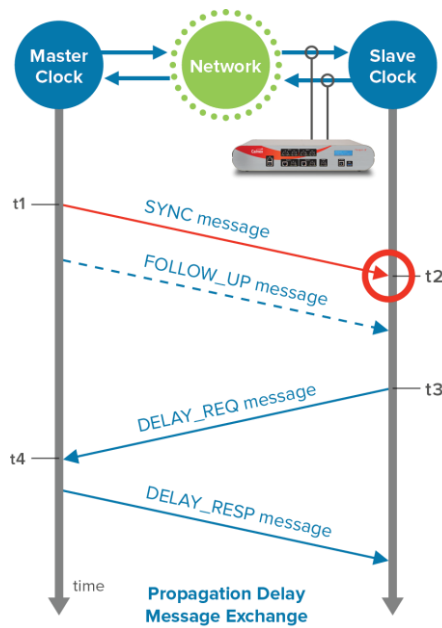 Master
Clock
Network
Slave
Clock
t1
SYNC message
t2
FOLLOW_UP message
t3
DELAY_REQ message
t4
DELAY_RESP message
time
Propagation Delay
Message Exchange